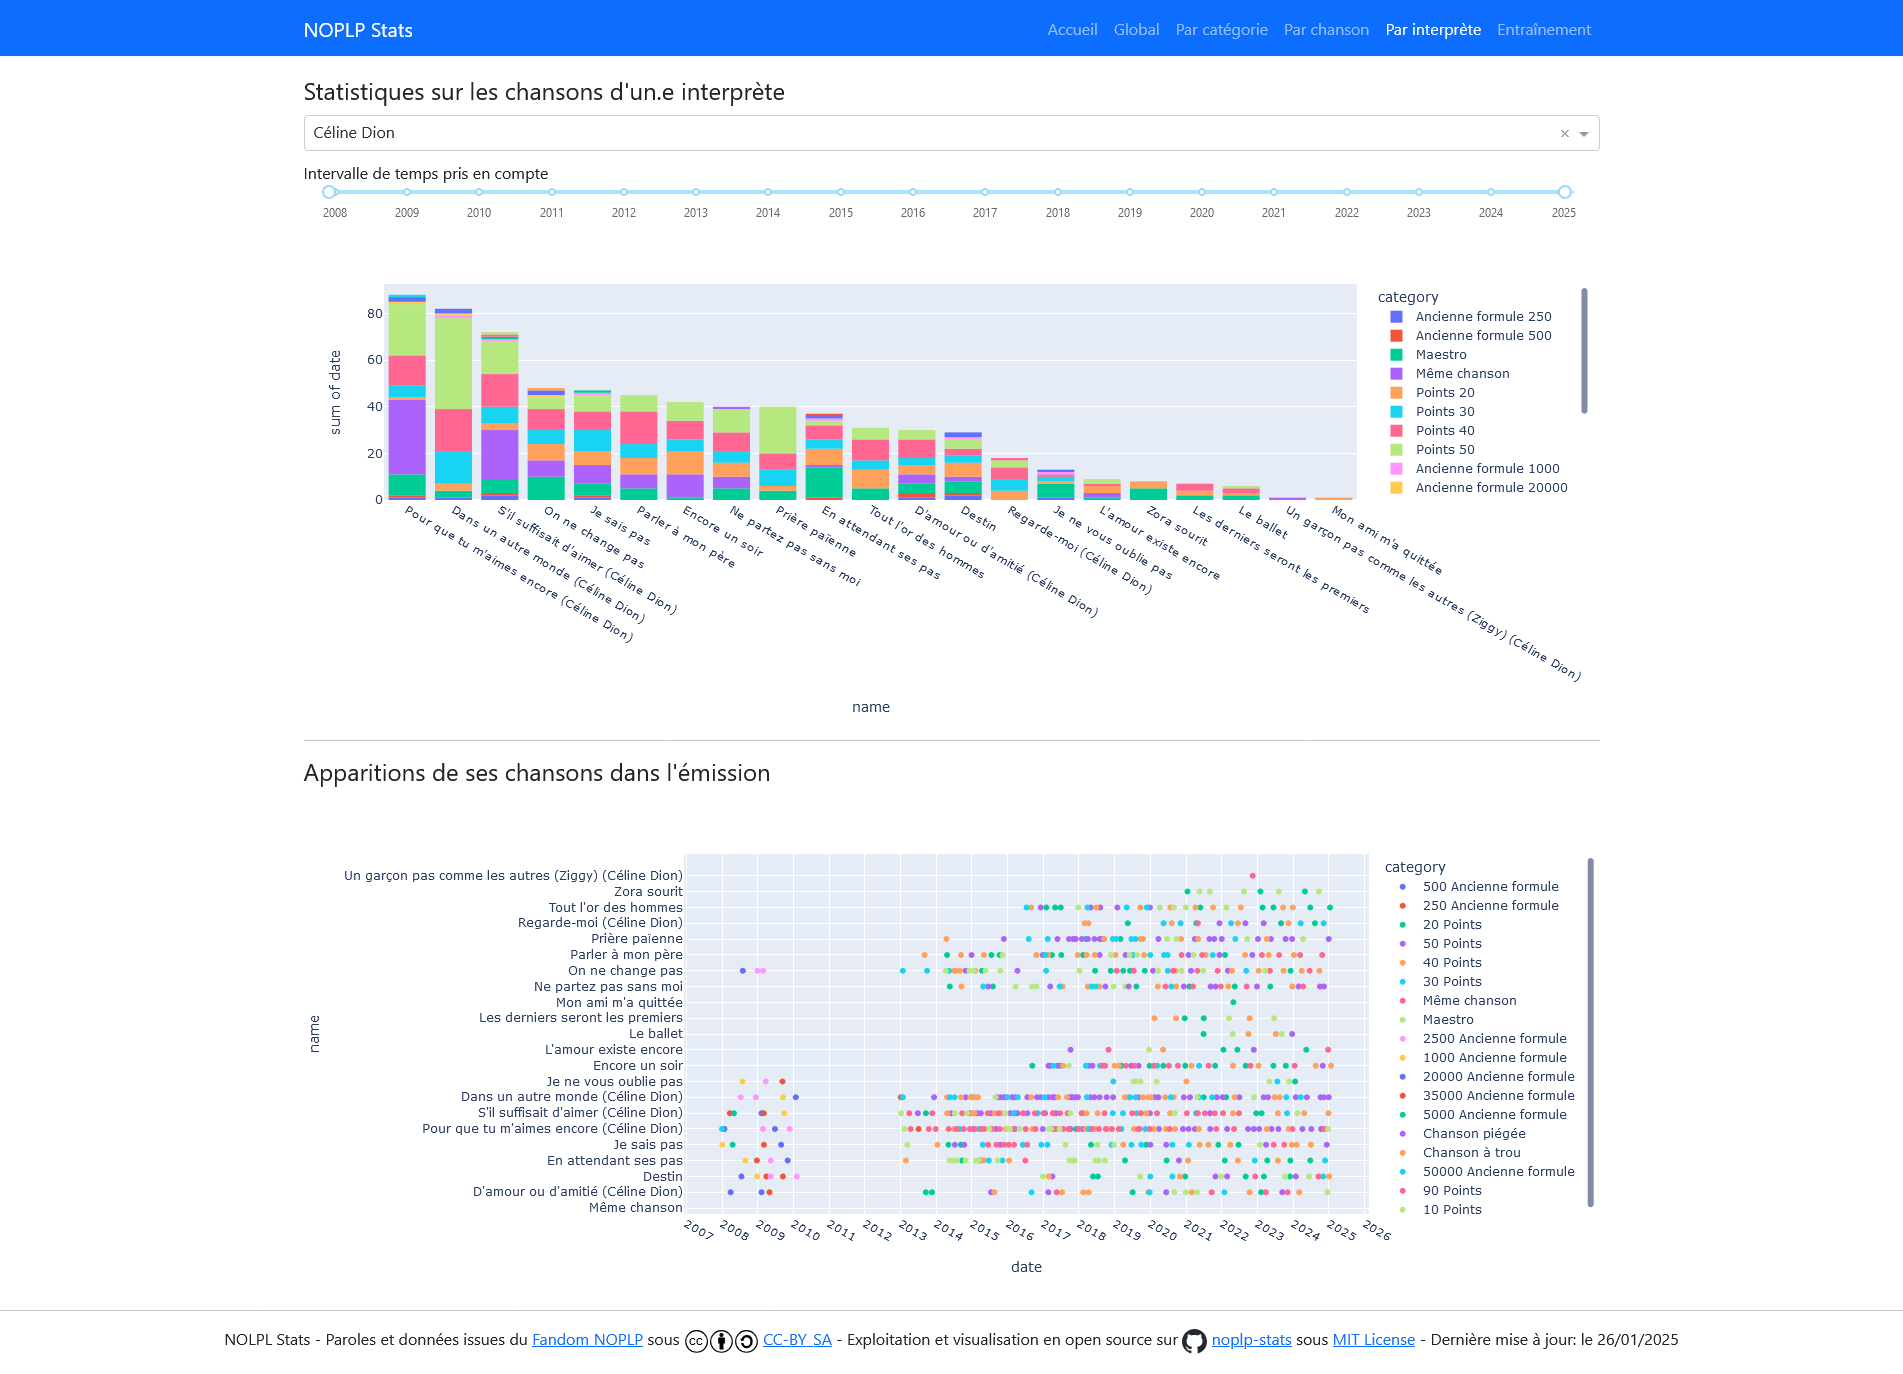 NOPLP Stats
Accueil Global Par catégorie Par chanson Par interprète Entraînement
Statistiques sur les chansons d'un.e interprète
Céline Dion
Intervalle de temps pris en compte
2008 2009 2010 2011 2012 2013 2014 2015 2016 2017 2018 2019 2020 2021 2022 2023 2024 2025
sum of date
80
60
40
20
0
Pour que tu m'aimes encore (Céline Dion)
Dans un autre monde (Céline Dion)
S'il suffisait d'aimer (Céline Dion)
On ne change pas
Je sais pas
Parler à mon père
Encore un soir
Ne partez pas sans moi
Prière païenne
En attendant ses pas
Tout l'or des hommes
D'amour ou d'amitié (Céline Dion)
Destin
Regarde-moi (Céline Dion)
Je ne vous oublie pas
L'amour existe encore
Zora sourit
Les derniers seront les premiers
Le ballet
Un garçon pas comme les autres (Ziggy) (Céline Dion)
Mon ami m'a quittée
name
category
Ancienne formule 250
Ancienne formule 500
Maestro
Même chanson
Points 20
Points 30
Points 40
Points 50
Ancienne formule 1000
Ancienne formule 20000
Apparitions de ses chansons dans l'émission
name
Un garçon pas comme les autres (Ziggy) (Céline Dion)
Zora sourit
Tout l'or des hommes
Regarde-moi (Céline Dion)
Prière païenne
Parler à mon père
On ne change pas
Ne partez pas sans moi
Mon ami m'a quittée
Les derniers seront les premiers
Le ballet
L'amour existe encore
Encore un soir
Je ne vous oublie pas
Dans un autre monde (Céline Dion)
S'il suffisait d'aimer (Céline Dion)
Pour que tu m'aimes encore (Céline Dion)
Je sais pas
En attendant ses pas
Destin
D'amour ou d'amitié (Céline Dion)
Même chanson
2007 2008 2009 2010 2011 2012 2013 2014 2015 2016 2017 2018 2019 2020 2021 2022 2023 2024 2025 2026
date
category
500 Ancienne formule
250 Ancienne formule
20 Points
50 Points
40 Points
30 Points
Même chanson
Maestro
2500 Ancienne formule
1000 Ancienne formule
20000 Ancienne formule
35000 Ancienne formule
5000 Ancienne formule
Chanson piégée
Chanson à trou
50000 Ancienne formule
90 Points
10 Points
NOLPL Stats - Paroles et données issues du Fandom NOPLP sous CC-BY_SA - Exploitation et visualisation en open source sur noplp-stats sous MIT License - Dernière mise à jour: le 26/01/2025